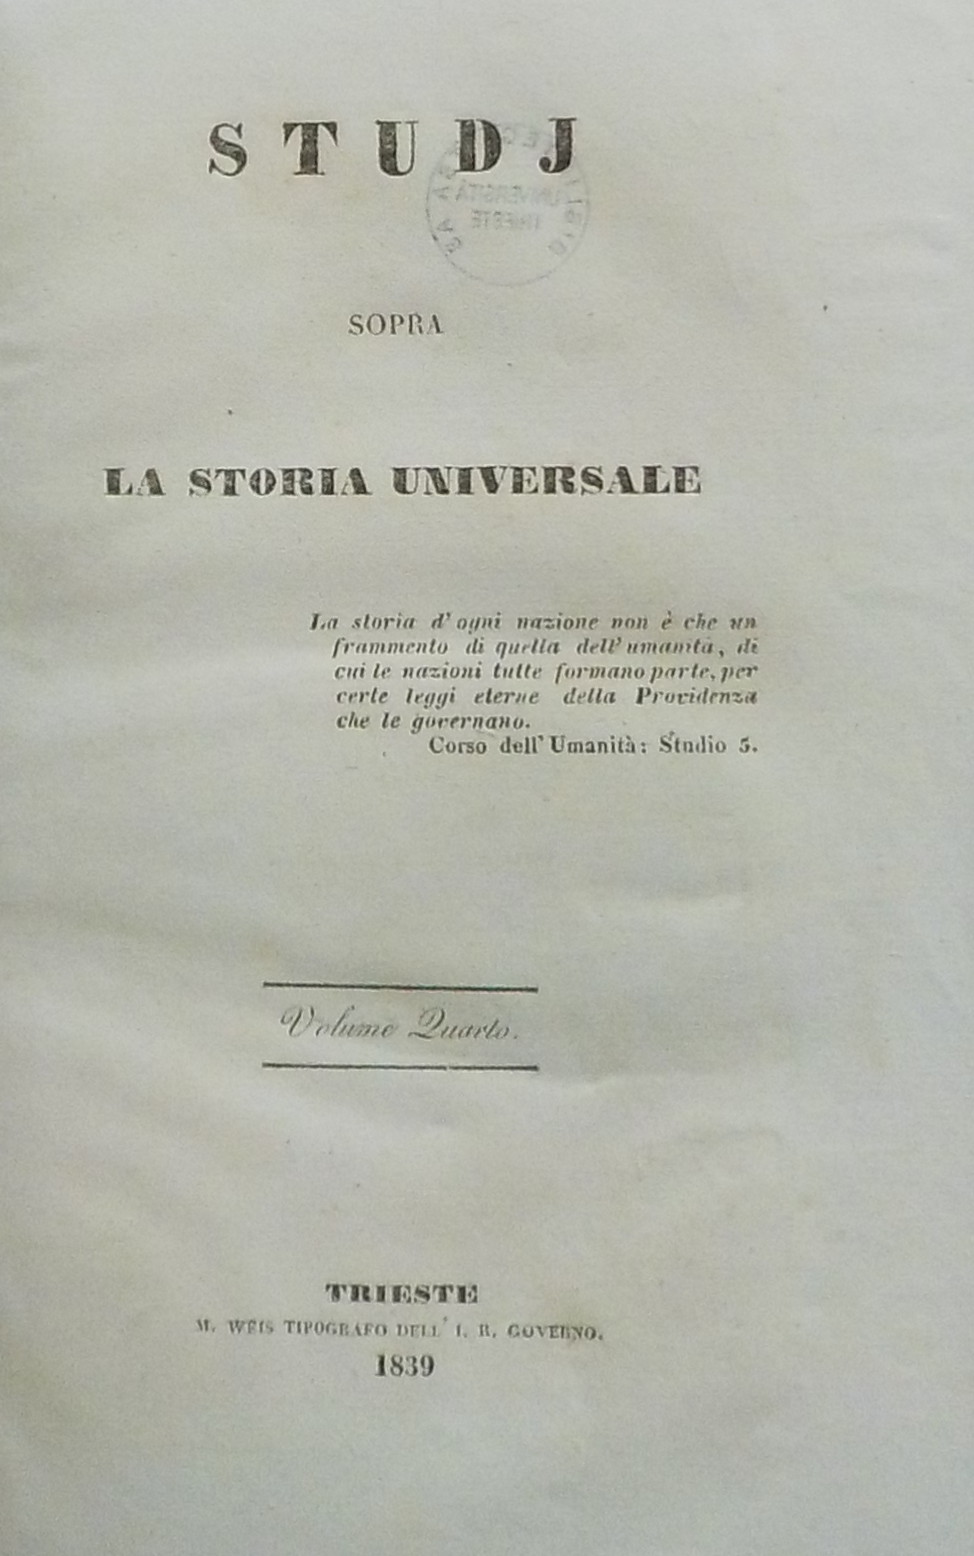 STUDJ
SOPRA
LA STORIA UNIVERSALE
La storia d' ogni nazione non è che un
frammento di quella dell' umanità, di
cui le nazioni tutte formano parte, per
certe leggi eterne della Providenza
che le governano.
Corso dell' Umanità: Studio 5.
Volume Quarto.
TRIESTE
M. WEIS TIPOGRAFO DELL' I. R. GOVERNO.
1839
UNIVERSITÀ
TRIESTE